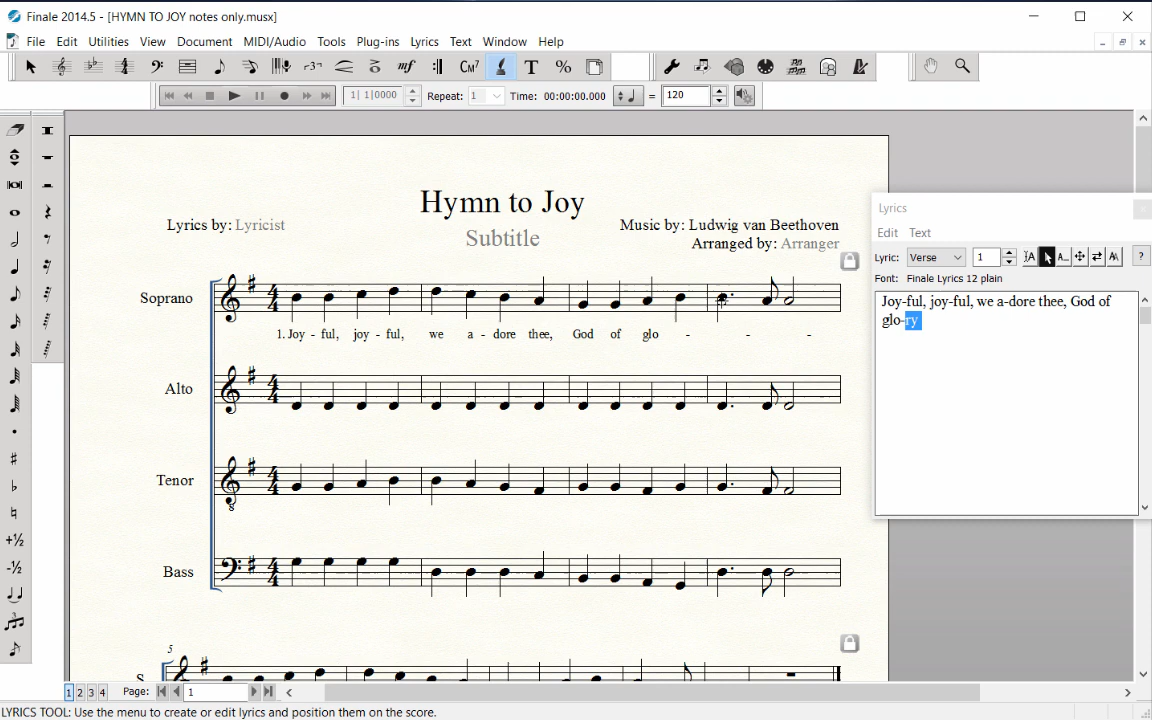 Finale 2014.5 - [HYMN TO JOY notes only.musx]
File Edit Utilities View Document MIDI/Audio Tools Plug-ins Lyrics Text Window Help
CM7 T %
1| 1|0000 Repeat: 1 Time: 00:00:00.000 = 120
Hymn to Joy
Lyrics by: Lyricist
Subtitle
Music by: Ludwig van Beethoven
Arranged by: Arranger
Soprano
1. Joy - ful, joy - ful, we a - dore thee, God of glo - - -
Alto
Tenor
Bass
5
S
Lyrics
Edit Text
Lyric: Verse 1
Font: Finale Lyrics 12 plain
Joy-ful, joy-ful, we a-dore thee, God of
glo-ry
+½
-½
1 2 3 4 Page: 1
LYRICS TOOL: Use the menu to create or edit lyrics and position them on the score.